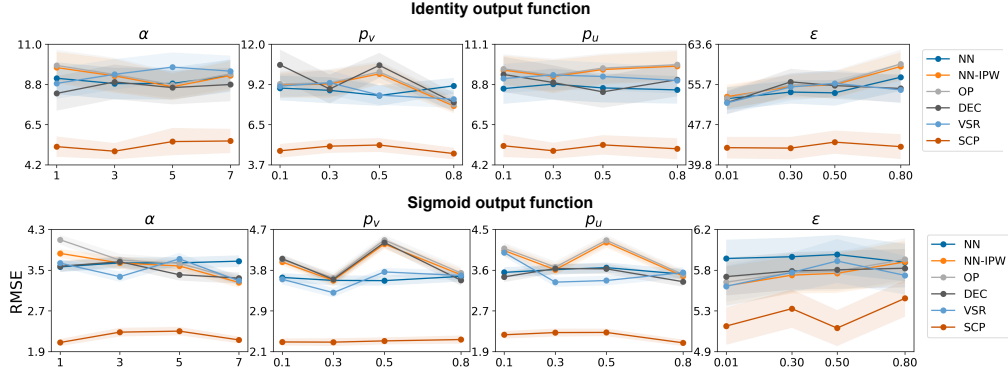 Identity output function
α
p_v
p_u
ε
11.0
8.8
6.5
4.2
1
3
5
7
12.0
9.2
6.5
3.7
0.1
0.3
0.5
0.8
11.1
8.8
6.5
4.2
0.1
0.3
0.5
0.8
63.6
55.7
47.7
39.8
0.01
0.30
0.50
0.80
NN
NN-IPW
OP
DEC
VSR
SCP
Sigmoid output function
α
p_v
p_u
ε
RMSE
4.3
3.5
2.7
1.9
1
3
5
7
4.7
3.8
2.9
2.1
0.1
0.3
0.5
0.8
4.5
3.6
2.7
1.9
0.1
0.3
0.5
0.8
6.2
5.8
5.3
4.9
0.01
0.30
0.50
0.80
NN
NN-IPW
OP
DEC
VSR
SCP